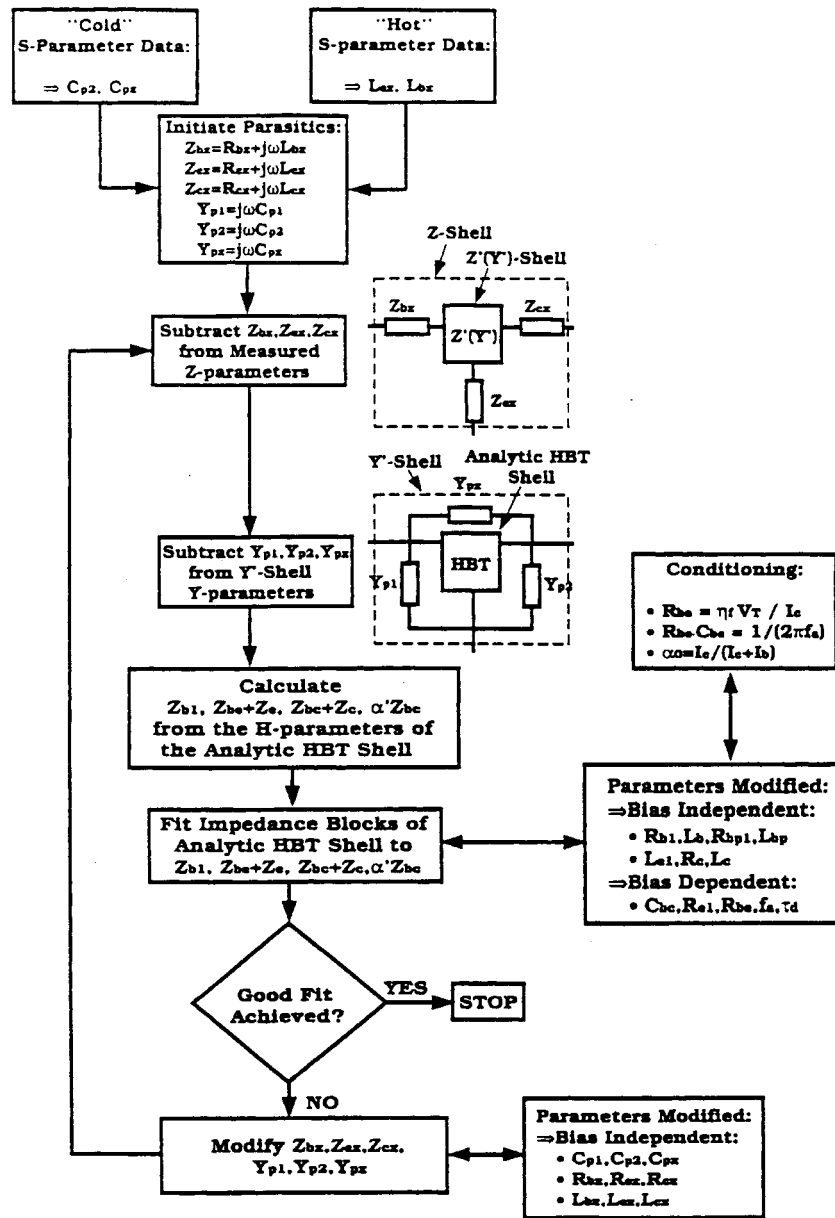 "Cold"
S-Parameter Data:
⇒ Cp2, Cpx
"Hot"
S-parameter Data:
⇒ Lex, Lbx
Initiate Parasitics:
Zbx=Rbx+jωLbx
Zex=Rex+jωLex
Zcx=Rcx+jωLcx
Yp1=jωCp1
Yp2=jωCp2
Ypx=jωCpx
Subtract Zbx,Zex,Zcx
from Measured
Z-parameters
Z-Shell
Z'(Y')-Shell
Zbx
Zcx
Z'(Y')
Zex
Subtract Yp1,Yp2,Ypx
from Y'-Shell
Y-parameters
Y'-Shell
Analytic HBT
Shell
Ypx
Yp1
HBT
Yp2
Conditioning:
• Rbe = ηf VT / Ic
• Rbe.Cbe = 1/(2πfa)
• α0=Ic/(Ic+Ib)
Calculate
Zb1, Zbe+Ze, Zbc+Zc, α'Zbc
from the H-parameters of
the Analytic HBT Shell
Fit Impedance Blocks of
Analytic HBT Shell to
Zb1, Zbe+Ze, Zbc+Zc,α'Zbc
Parameters Modified:
⇒Bias Independent:
• Rb1,Lb,Rbp1,Lbp
• Le1,Rc,Lc
⇒Bias Dependent:
• Cbc,Re1,Rbe,fa,τd
Good Fit
Achieved?
YES
STOP
NO
Modify Zbx,Zex,Zcx,
Yp1,Yp2,Ypx
Parameters Modified:
⇒Bias Independent:
• Cp1,Cp2,Cpx
• Rbx,Rex,Rcx
• Lbx,Lex,Lcx